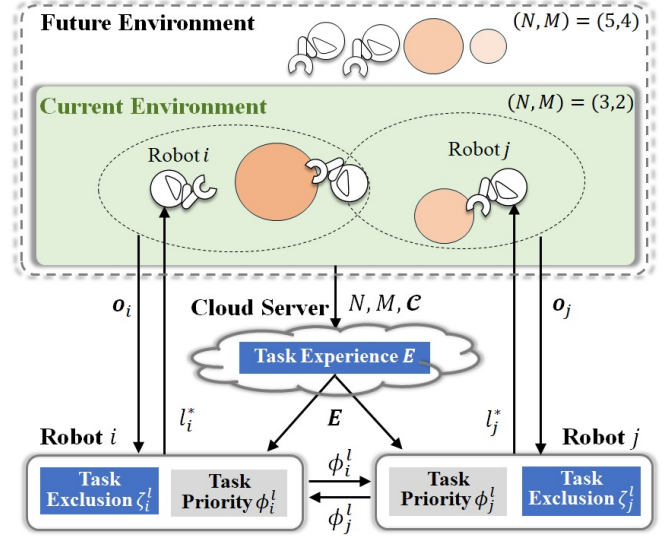 Future Environment
(N, M) = (5,4)
Current Environment
(N, M) = (3,2)
Robot i
Robot j
o_i
Cloud Server
N, M, C
o_j
Task Experience E
l_i^*
E
l_j^*
Robot i
Robot j
Task
Exclusion ζ_i^l
Task
Priority ϕ_i^l
ϕ_i^l
ϕ_j^l
Task
Priority ϕ_j^l
Task
Exclusion ζ_j^l